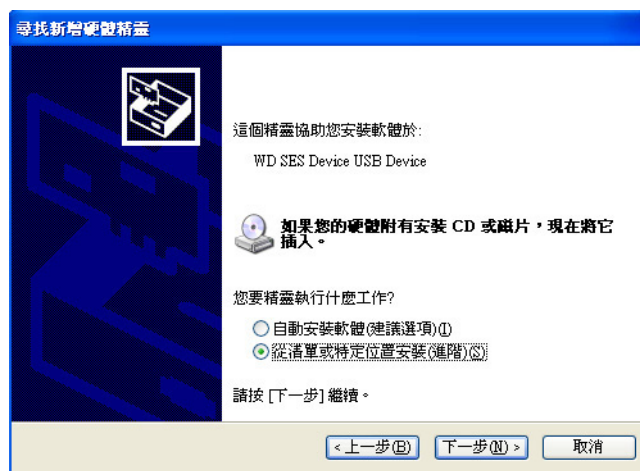 尋找新增硬體精靈
這個精靈協助您安裝軟體於:
WD SES Device USB Device
如果您的硬體附有安裝 CD 或磁片，現在將它
插入。
您要精靈執行什麼工作?
自動安裝軟體(建議選項)(I)
從清單或特定位置安裝(進階)(S)
請按 [下一步] 繼續。
<上一步(B) 下一步(N)> 取消